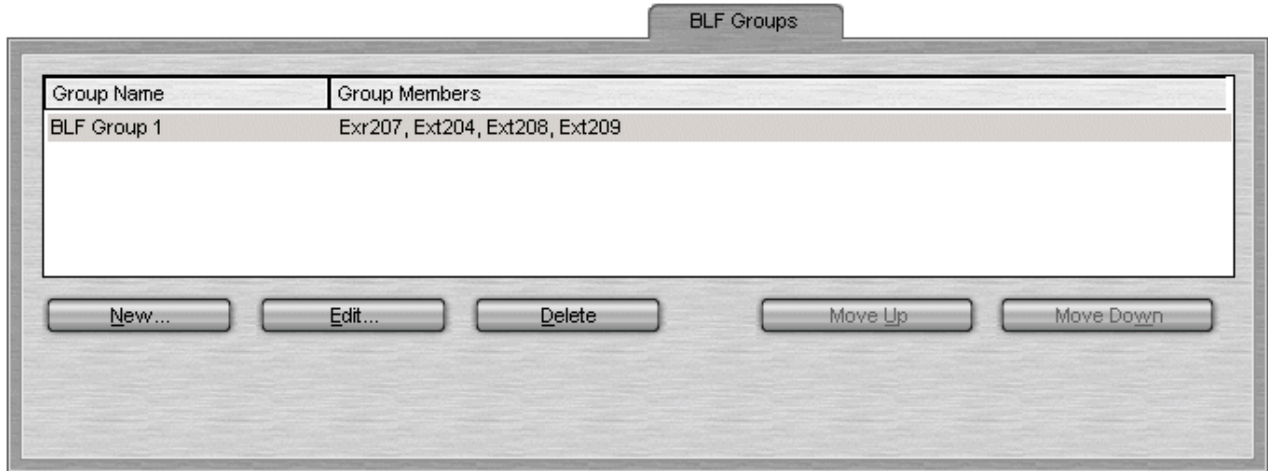 BLF Groups
Group Name Group Members
BLF Group 1 Exr207, Ext204, Ext208, Ext209
New... Edit... Delete Move Up Move Down